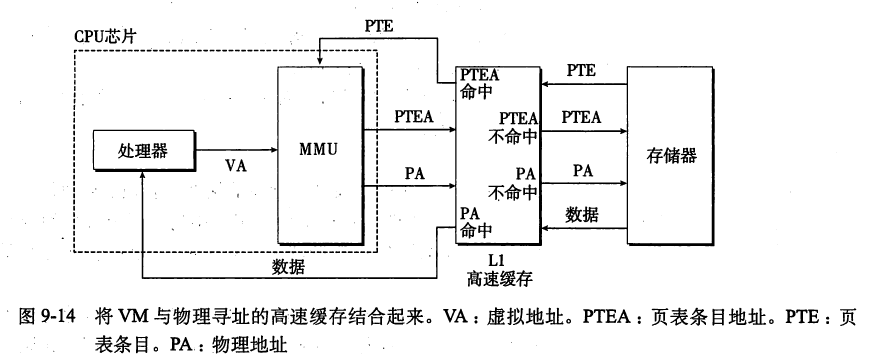 CPU芯片
PTE
PTEA
命中
PTE
PTEA
PTEA
不命中
PTEA
处理器
VA
MMU
存储器
PA
PA
不命中
PA
PA
命中
数据
数据
L1
高速缓存
图 9-14 将 VM 与物理寻址的高速缓存结合起来。VA：虚拟地址。PTEA：页表条目地址。PTE：页
表条目。PA：物理地址